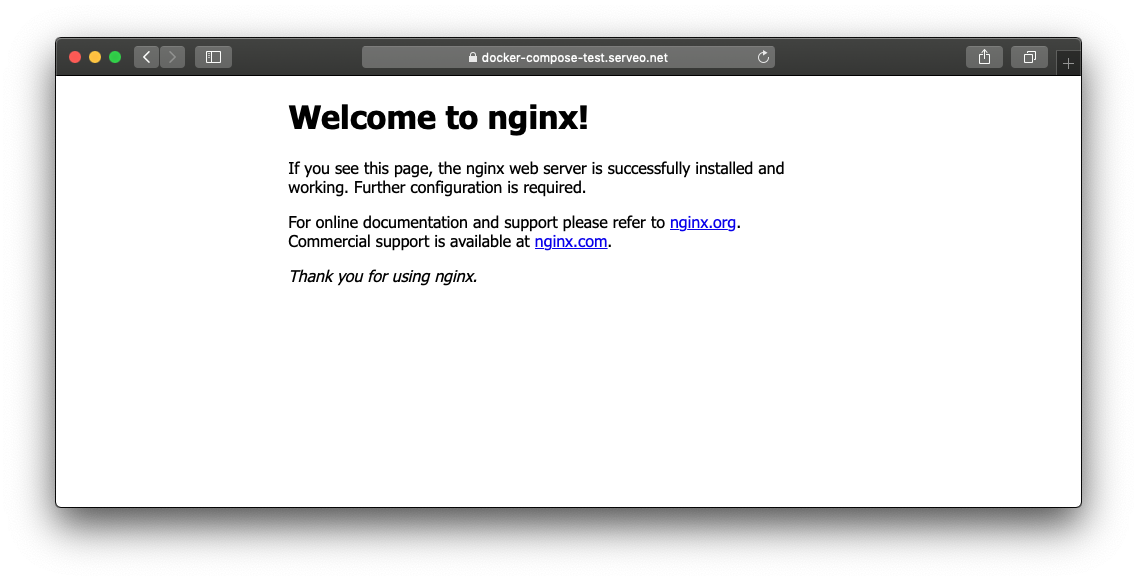 docker-compose-test.serveo.net
Welcome to nginx!
If you see this page, the nginx web server is successfully installed and
working. Further configuration is required.
For online documentation and support please refer to nginx.org.
Commercial support is available at nginx.com.
Thank you for using nginx.